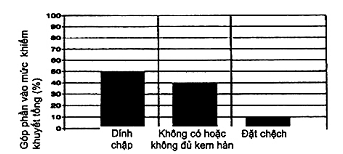 Góp phần vào mức khiếm
khuyết tổng (%)
100
90
80
70
60
50
40
30
20
10
0
Dính
chập
Không có hoặc
không đủ kem hàn
Đặt chệch